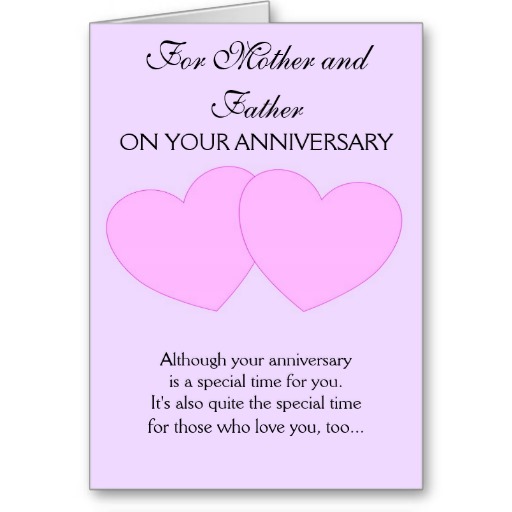 For Mother and
Father
ON YOUR ANNIVERSARY
Although your anniversary
is a special time for you.
It's also quite the special time
for those who love you, too...